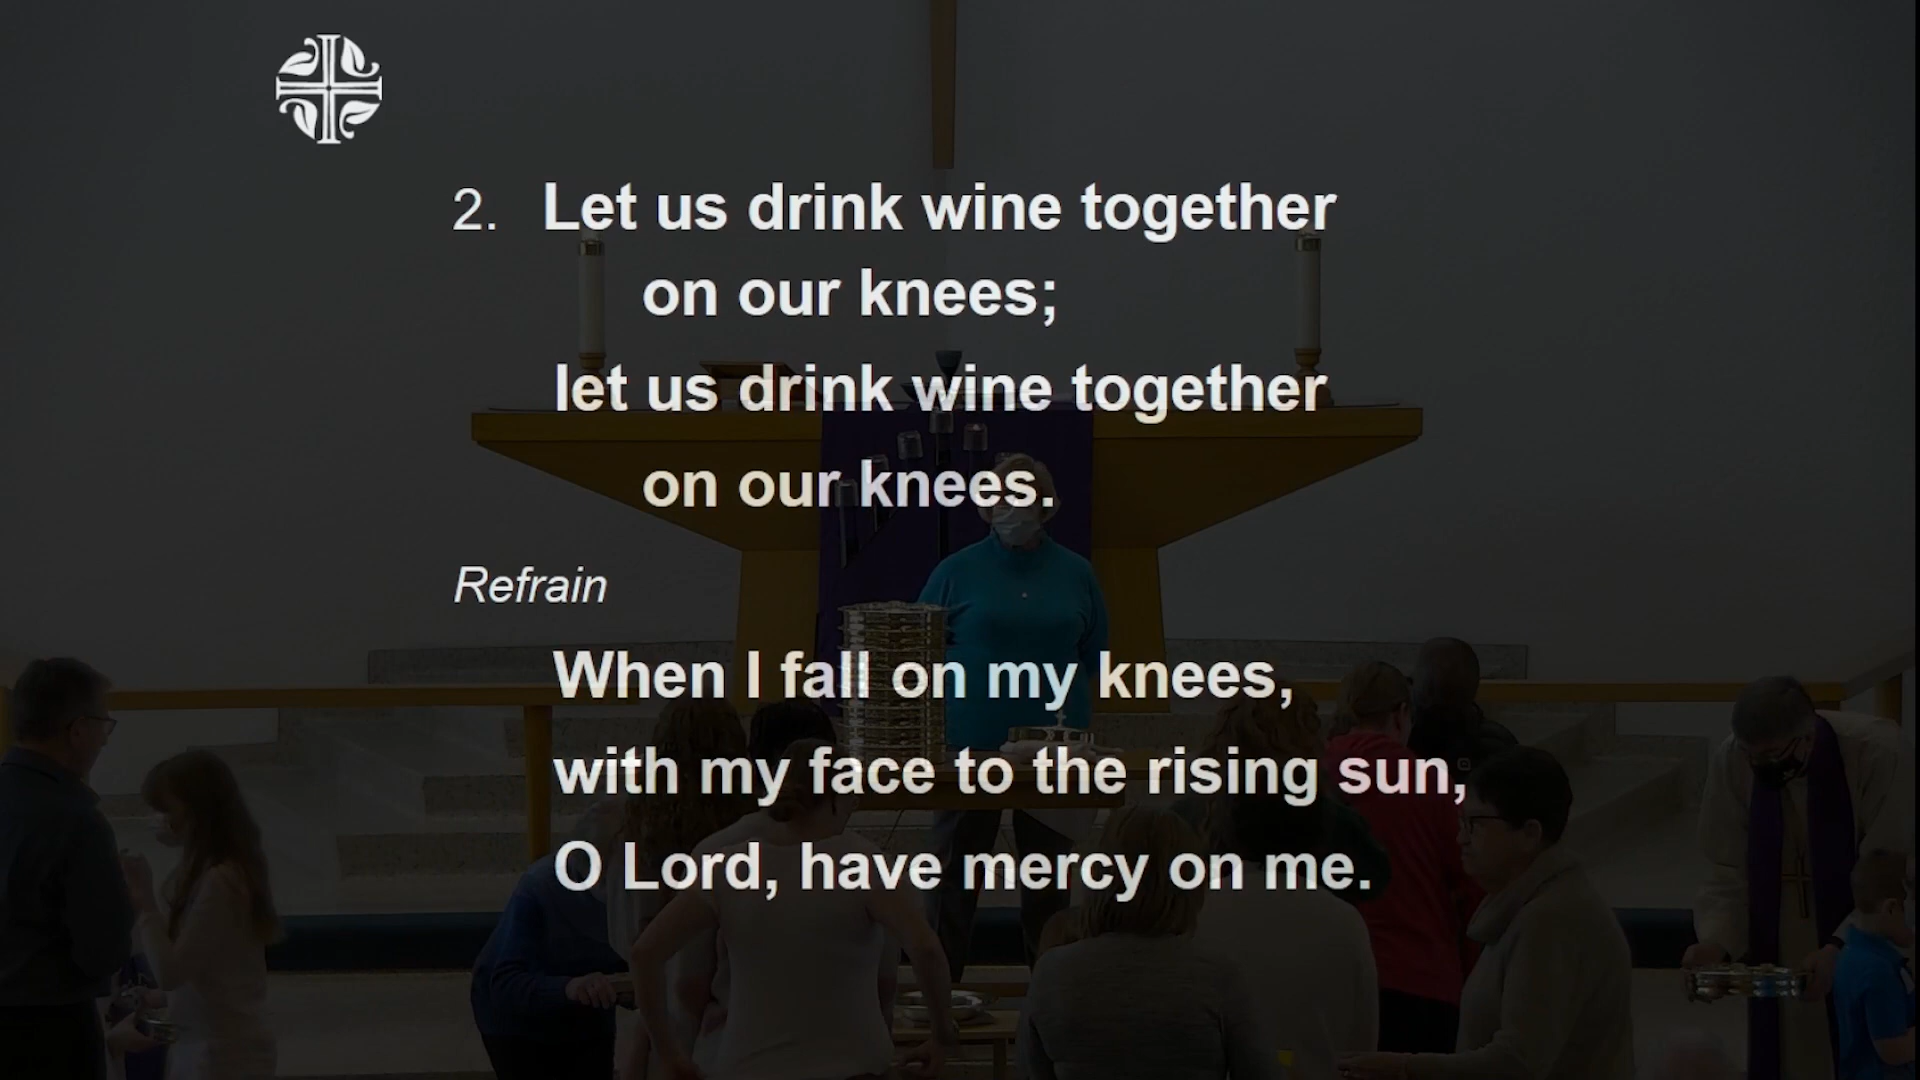 2. Let us drink wine together
on our knees;
let us drink wine together
on our knees.
Refrain
When I fall on my knees,
with my face to the rising sun,
O Lord, have mercy on me.